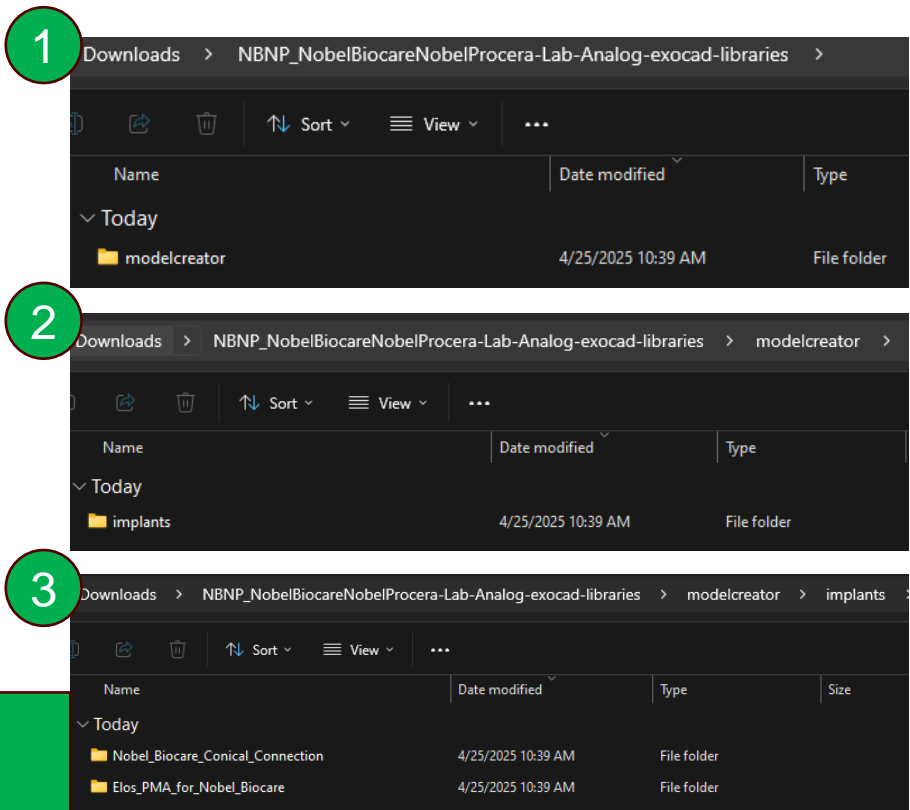 1
Downloads > NBNP_NobelBiocareNobelProcera-Lab-Analog-exocad-libraries >
Sort View ...
Name Date modified Type
Today
modelcreator 4/25/2025 10:39 AM File folder
2
Downloads > NBNP_NobelBiocareNobelProcera-Lab-Analog-exocad-libraries > modelcreator >
Sort View ...
Name Date modified Type
Today
implants 4/25/2025 10:39 AM File folder
3
Downloads > NBNP_NobelBiocareNobelProcera-Lab-Analog-exocad-libraries > modelcreator > implants >
Sort View ...
Name Date modified Type Size
Today
Nobel_Biocare_Conical_Connection 4/25/2025 10:39 AM File folder
Elos_PMA_for_Nobel_Biocare 4/25/2025 10:39 AM File folder